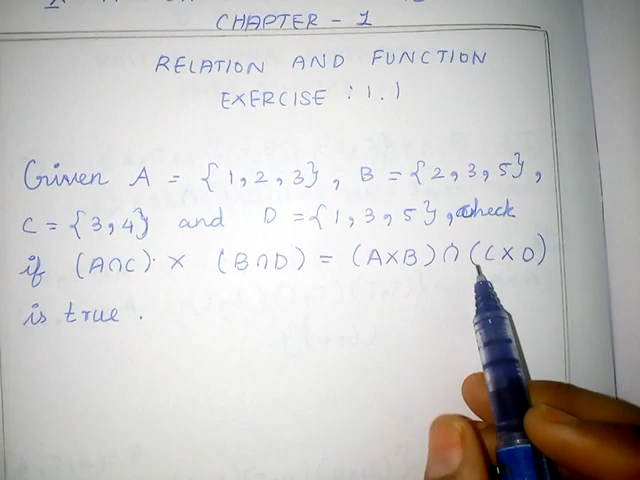 CHAPTER - 1
RELATION AND FUNCTION
EXERCISE : 1.1
Given A = {1,2,3}, B = {2,3,5},
C = {3,4} and D = {1,3,5}, check
if (A∩C) × (B∩D) = (A×B)∩(C×D)
is true.